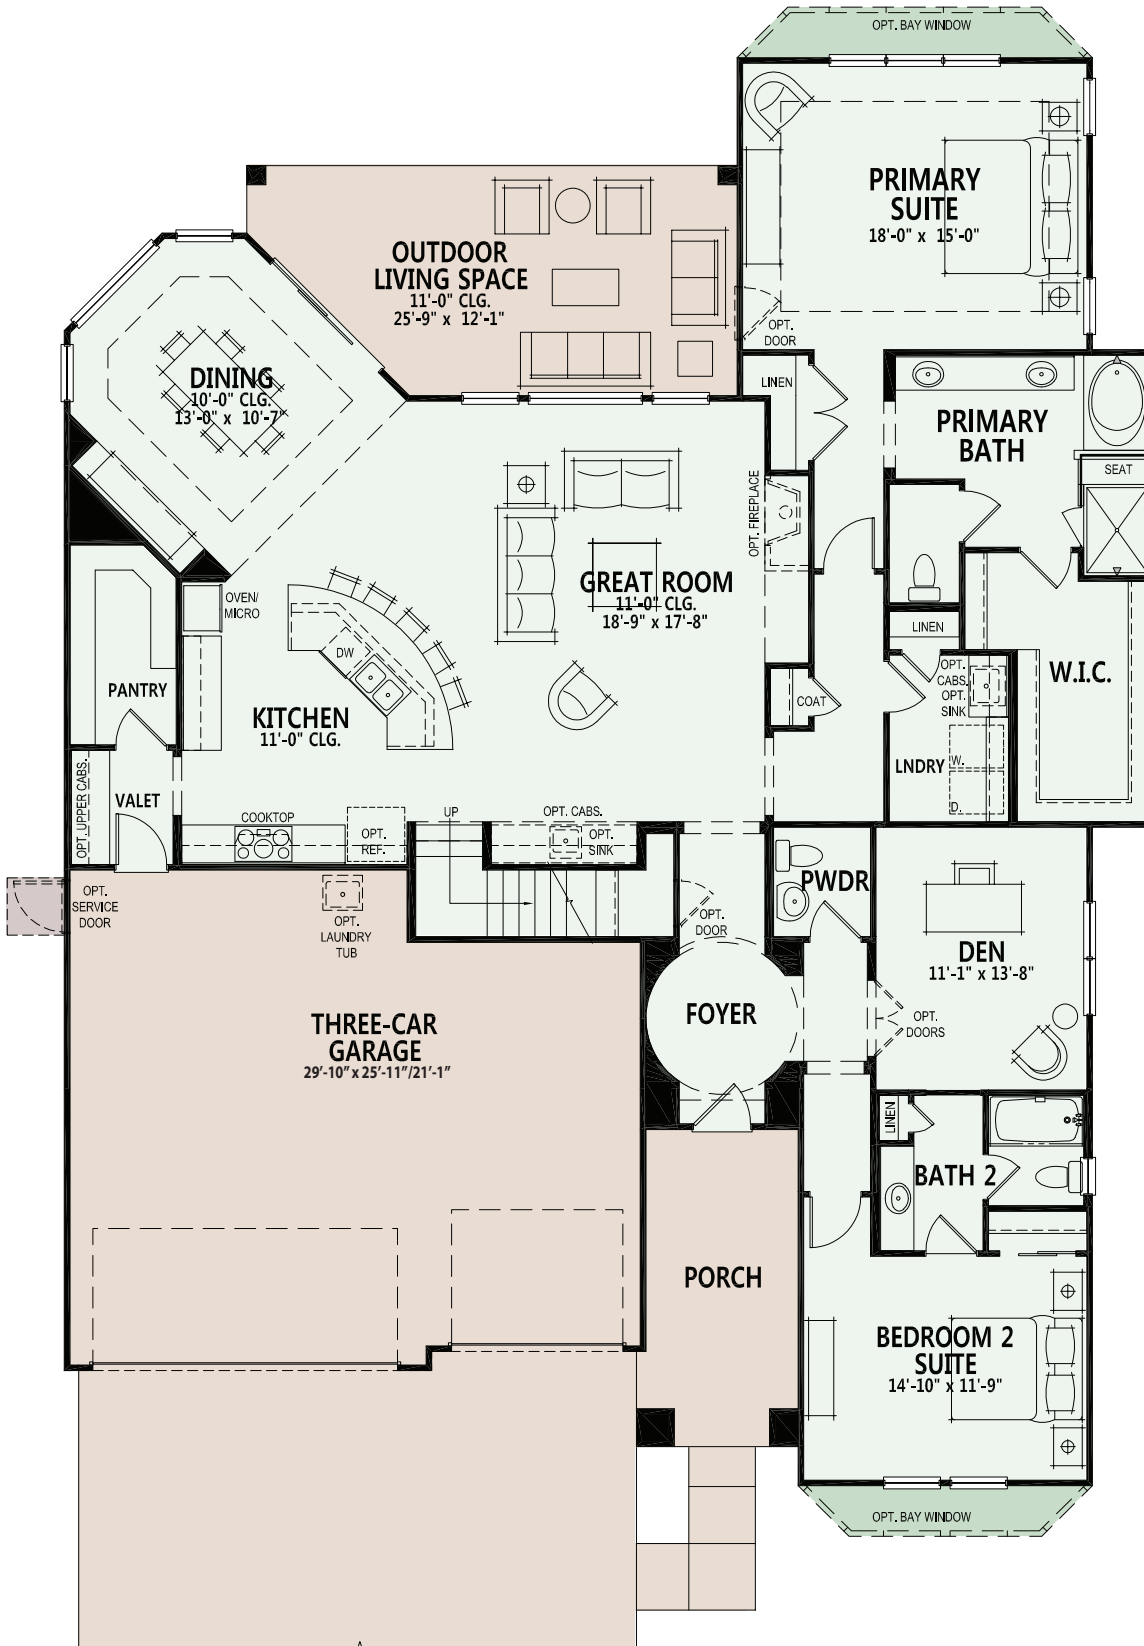 OPT. BAY WINDOW
PRIMARY
SUITE
18'-0" x 15'-0"
OUTDOOR
LIVING SPACE
11'-0" CLG.
25'-9" x 12'-1"
OPT.
DOOR
DINING
10'-0" CLG.
13'-0" x 10'-7"
LINEN
PRIMARY
BATH
SEAT
OPT. FIREPLACE
GREAT ROOM
11'-0" CLG.
18'-9" x 17'-8"
OVEN/
MICRO
DW
LINEN
OPT.
CABS.
OPT.
SINK
W.I.C.
PANTRY
COAT
KITCHEN
11'-0" CLG.
LNDRY
W.
D.
OPT. UPPER CABS.
VALET
COOKTOP
OPT.
REF.
UP
OPT. CABS.
OPT.
SINK
OPT.
SERVICE
DOOR
OPT.
LAUNDRY
TUB
OPT.
DOOR
PWDR
DEN
11'-1" x 13'-8"
FOYER
OPT.
DOORS
THREE-CAR
GARAGE
29'-10" x 25'-11"/21'-1"
LINEN
BATH 2
PORCH
BEDROOM 2
SUITE
14'-10" x 11'-9"
OPT. BAY WINDOW